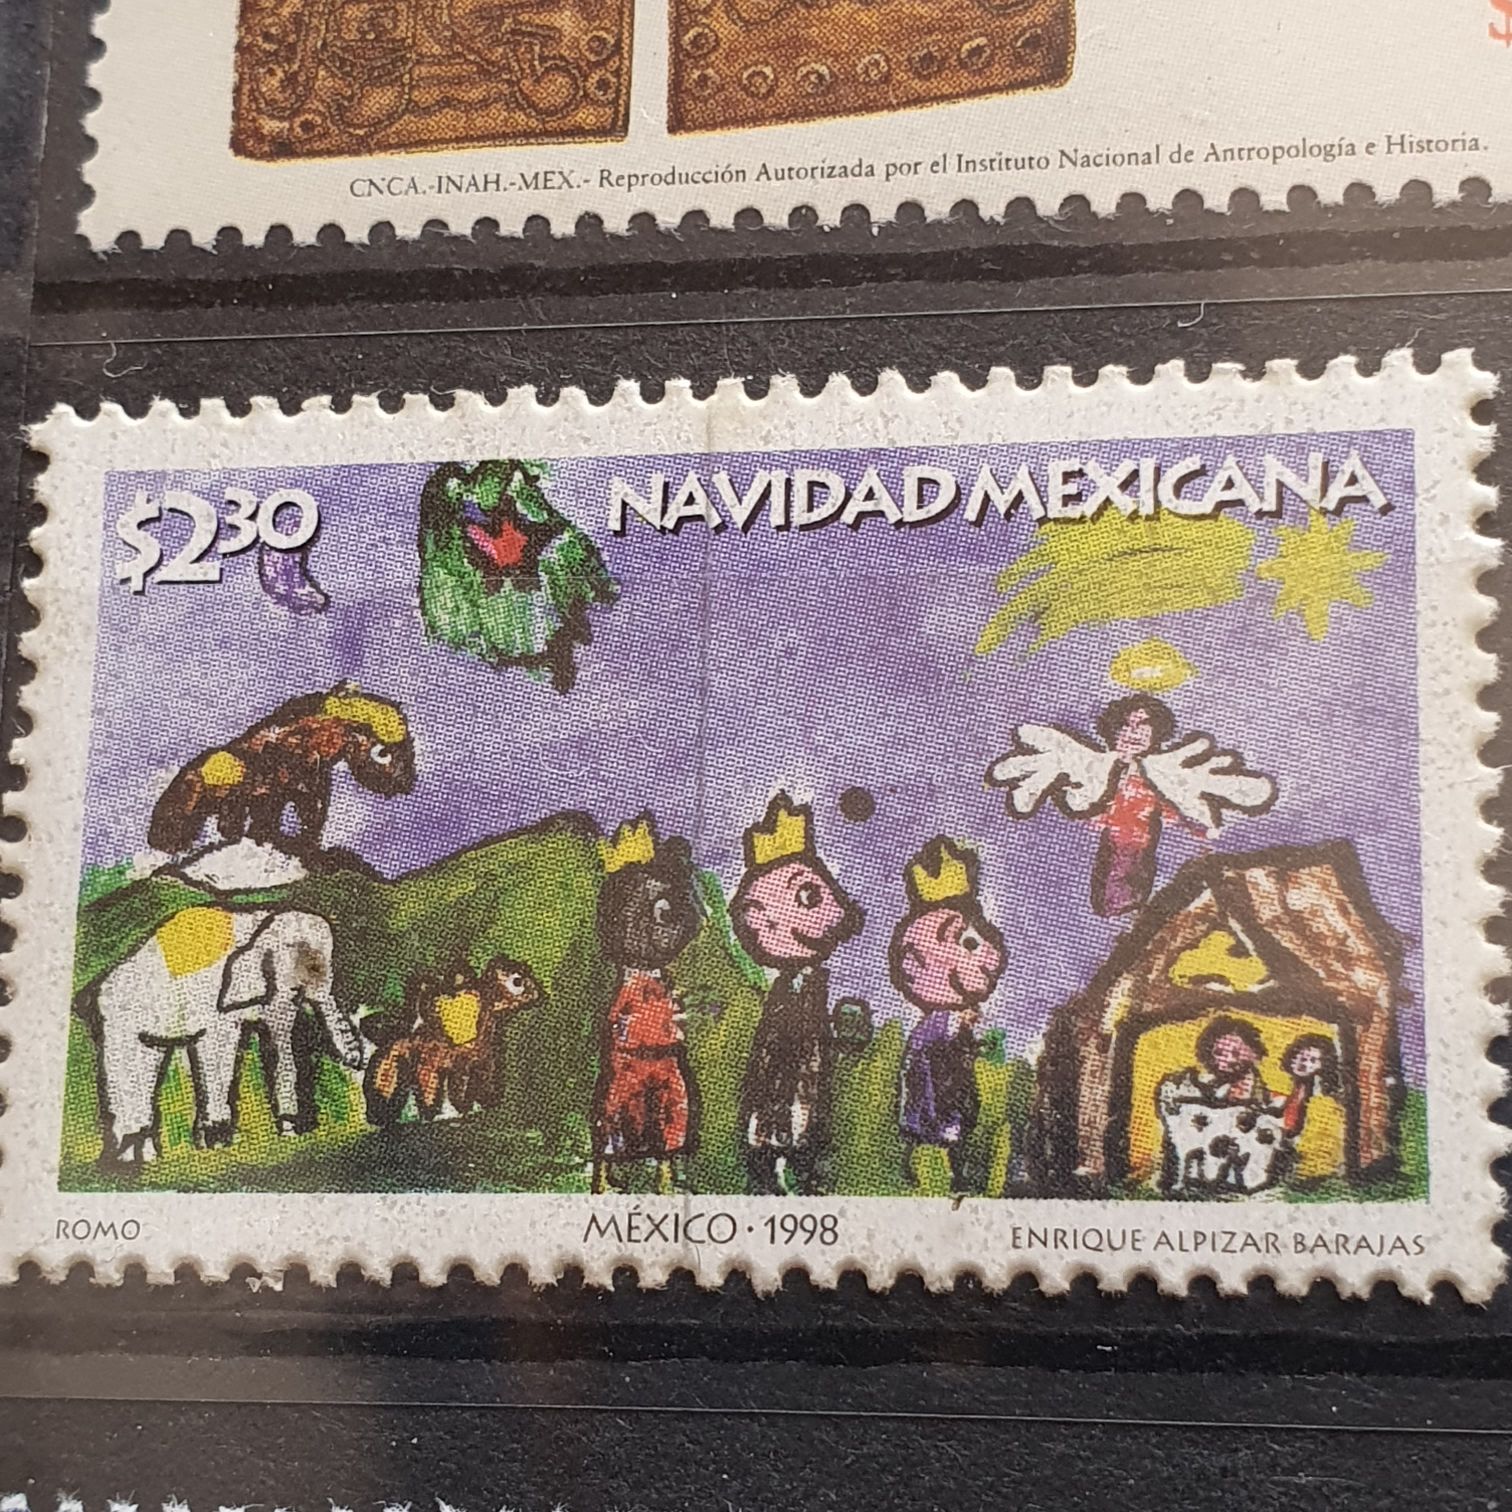 CNCA.-INAH.-MEX.- Reproducción Autorizada por el Instituto Nacional de Antropología e Historia.
$2.30 NAVIDAD MEXICANA
ROMO MÉXICO · 1998 ENRIQUE ALPIZAR BARAJAS